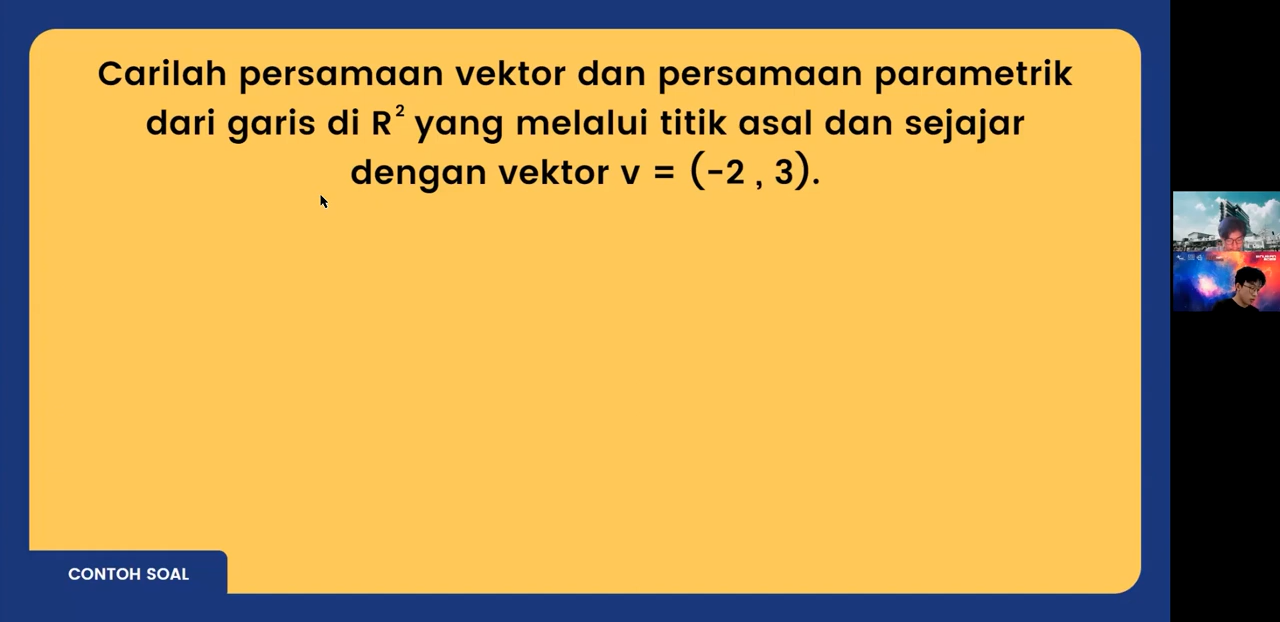 Carilah persamaan vektor dan persamaan parametrik
dari garis di R² yang melalui titik asal dan sejajar
dengan vektor v = (-2 , 3).
CONTOH SOAL